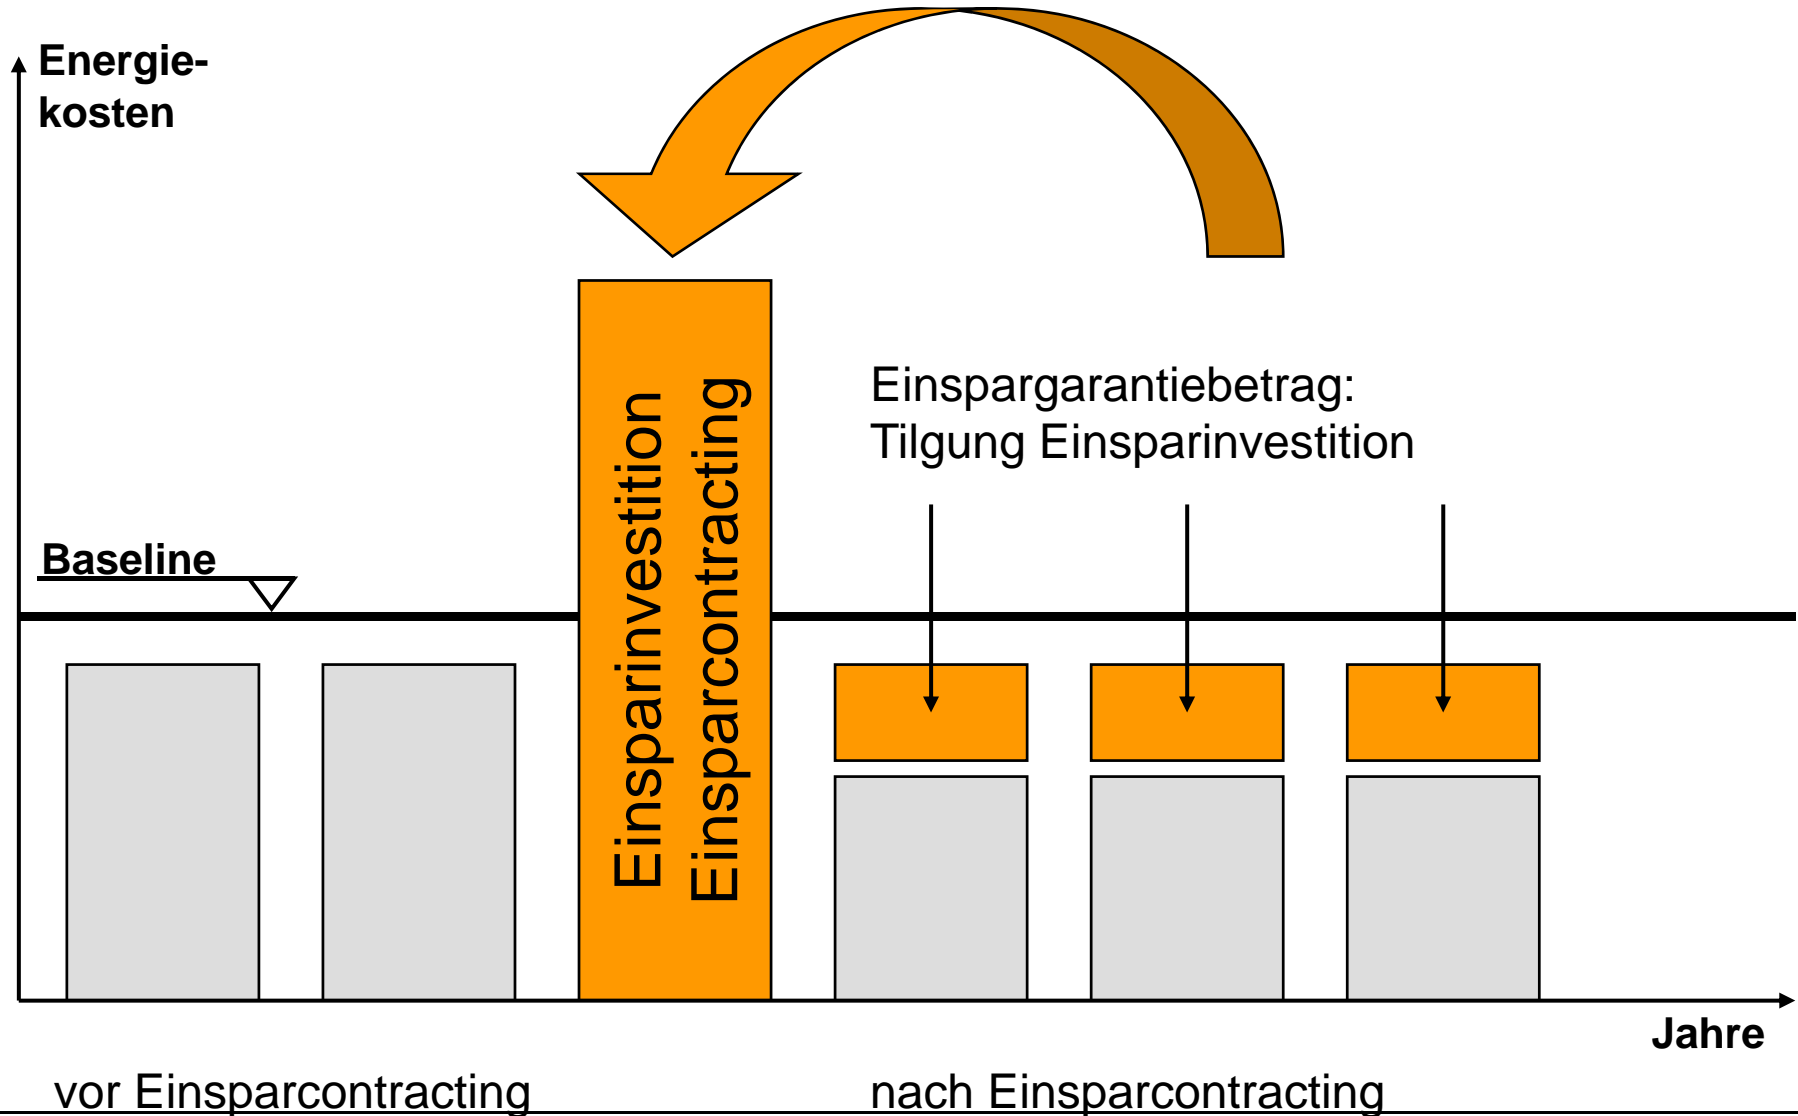 Energie-
kosten
Einspargarantiebetrag:
Tilgung Einsparinvestition
Einsparinvestition
Einsparcontracting
Baseline
Jahre
vor Einsparcontracting
nach Einsparcontracting